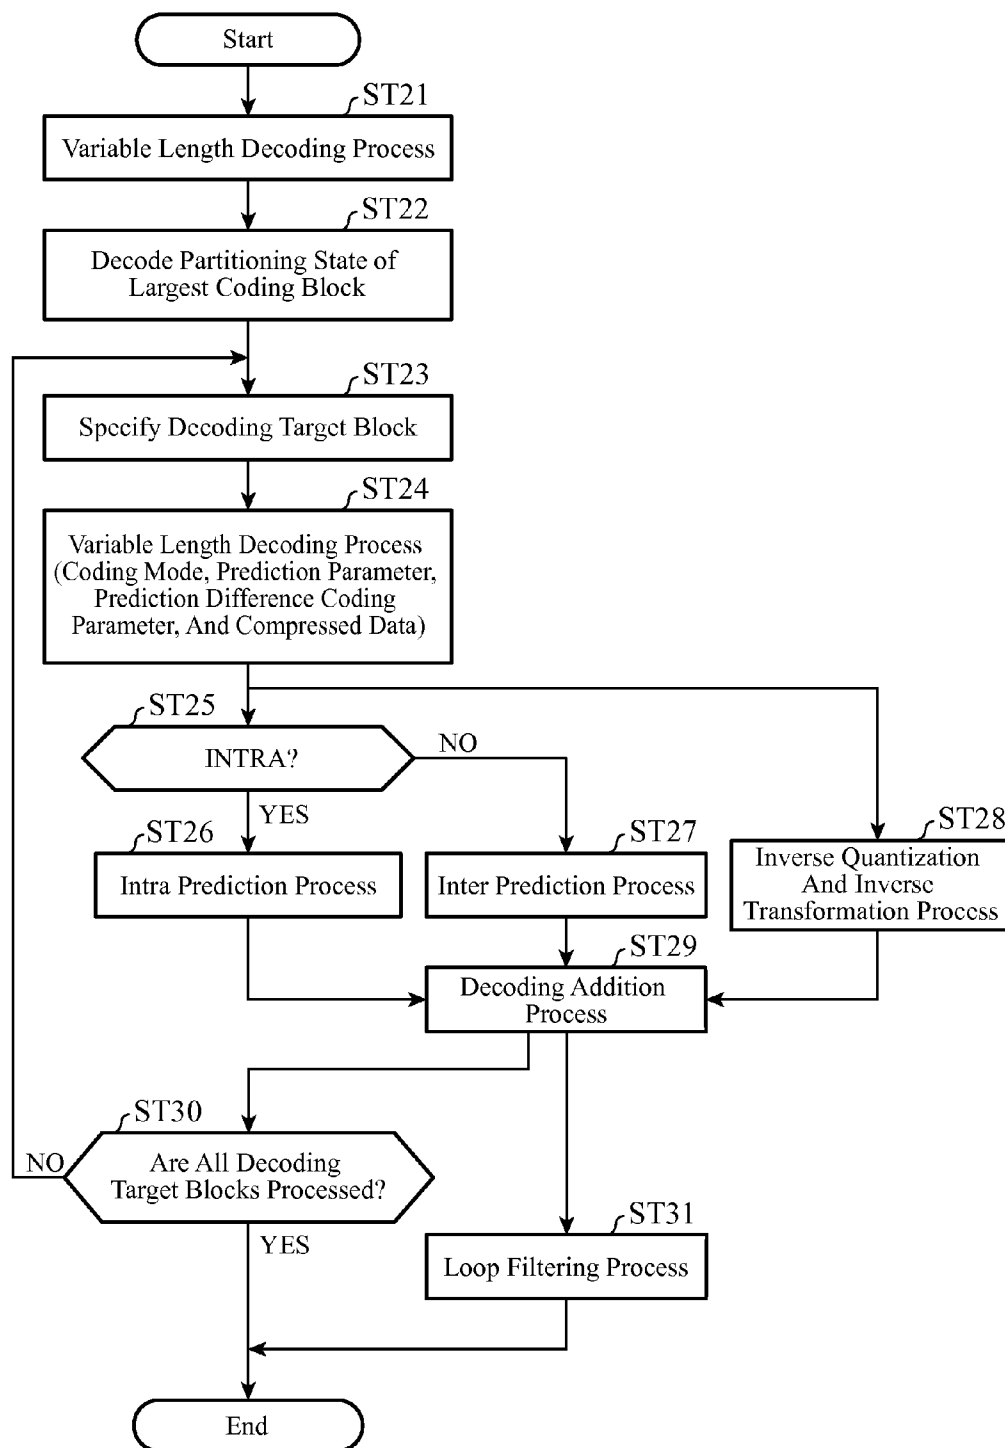 Start
ST21
Variable Length Decoding Process
ST22
Decode Partitioning State of
Largest Coding Block
ST23
Specify Decoding Target Block
ST24
Variable Length Decoding Process
(Coding Mode, Prediction Parameter,
Prediction Difference Coding
Parameter, And Compressed Data)
ST25
INTRA?
NO
YES
ST26
Intra Prediction Process
ST27
Inter Prediction Process
ST28
Inverse Quantization
And Inverse
Transformation Process
ST29
Decoding Addition
Process
ST30
Are All Decoding
Target Blocks Processed?
NO
YES
ST31
Loop Filtering Process
End